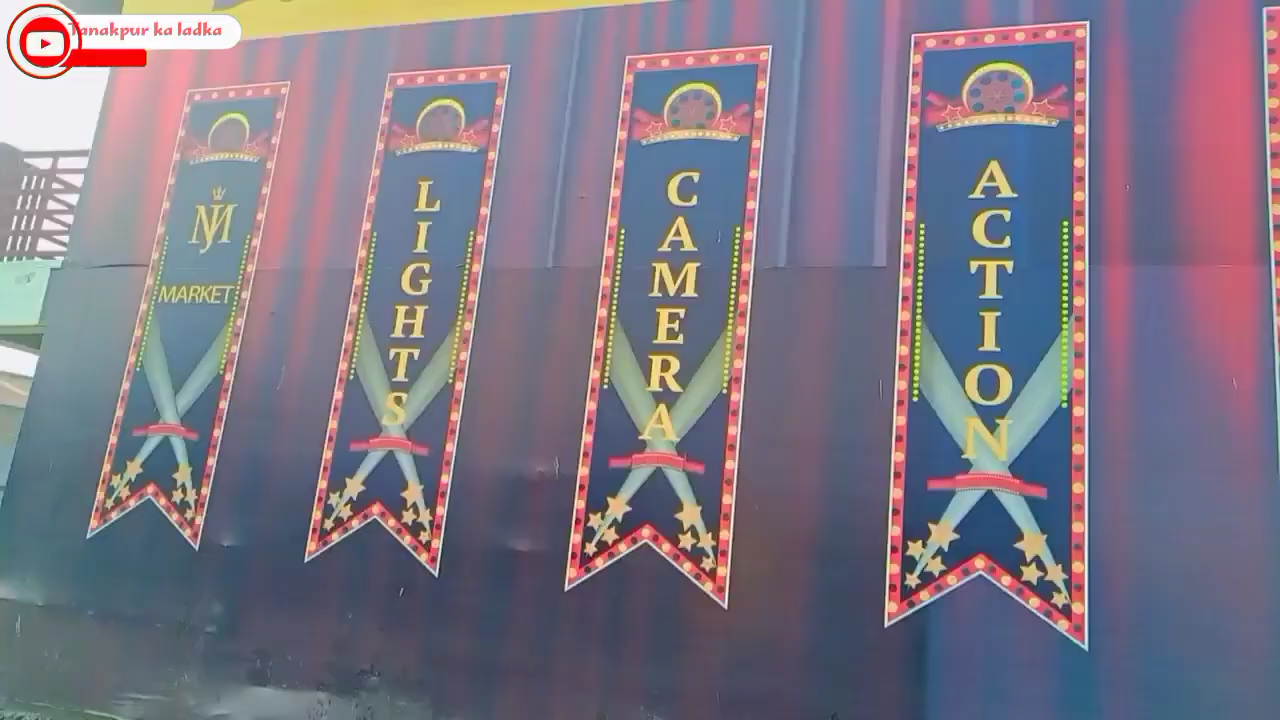 Tanakpur ka ladka
MJ
MARKET
LIGHTS
CAMERA
ACTION